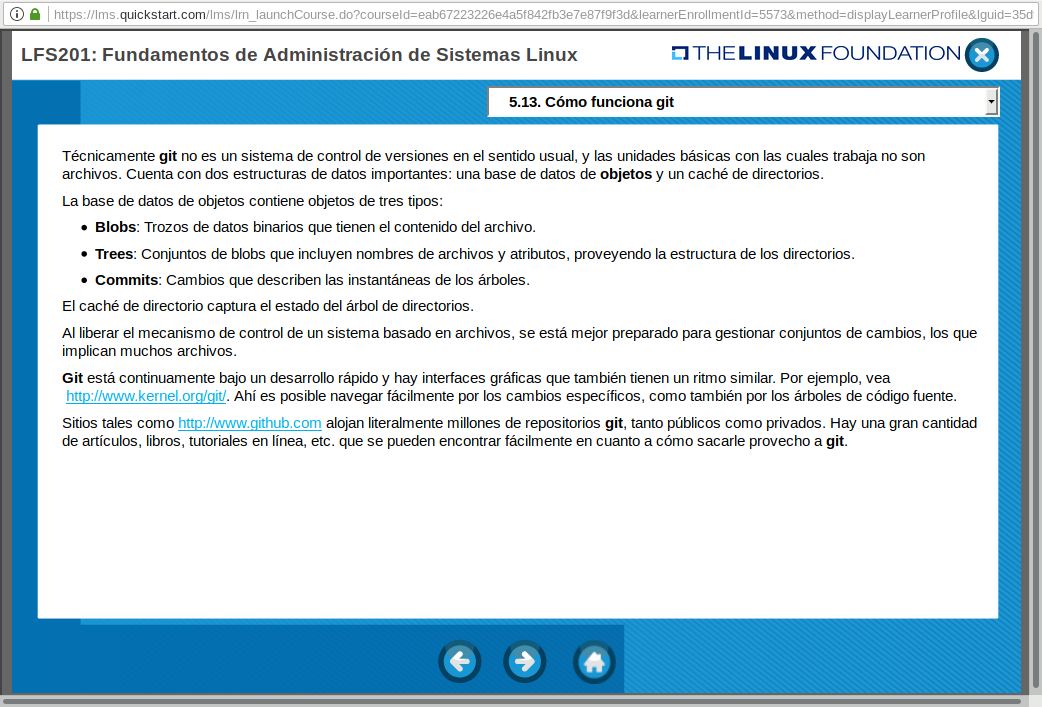 https://lms.quickstart.com/lms/lrn_launchCourse.do?courseId=eab67223226e4a5f842fb3e7e87f9f3d&learnerEnrollmentId=5573&method=displayLearnerProfile&lguid=35d
LFS201: Fundamentos de Administración de Sistemas Linux
THE LINUX FOUNDATION
5.13. Cómo funciona git
Técnicamente git no es un sistema de control de versiones en el sentido usual, y las unidades básicas con las cuales trabaja no son
archivos. Cuenta con dos estructuras de datos importantes: una base de datos de objetos y un caché de directorios.
La base de datos de objetos contiene objetos de tres tipos:
• Blobs: Trozos de datos binarios que tienen el contenido del archivo.
• Trees: Conjuntos de blobs que incluyen nombres de archivos y atributos, proveyendo la estructura de los directorios.
• Commits: Cambios que describen las instantáneas de los árboles.
El caché de directorio captura el estado del árbol de directorios.
Al liberar el mecanismo de control de un sistema basado en archivos, se está mejor preparado para gestionar conjuntos de cambios, los que
implican muchos archivos.
Git está continuamente bajo un desarrollo rápido y hay interfaces gráficas que también tienen un ritmo similar. Por ejemplo, vea
http://www.kernel.org/git/. Ahí es posible navegar fácilmente por los cambios específicos, como también por los árboles de código fuente.
Sitios tales como http://www.github.com alojan literalmente millones de repositorios git, tanto públicos como privados. Hay una gran cantidad
de artículos, libros, tutoriales en línea, etc. que se pueden encontrar fácilmente en cuanto a cómo sacarle provecho a git.